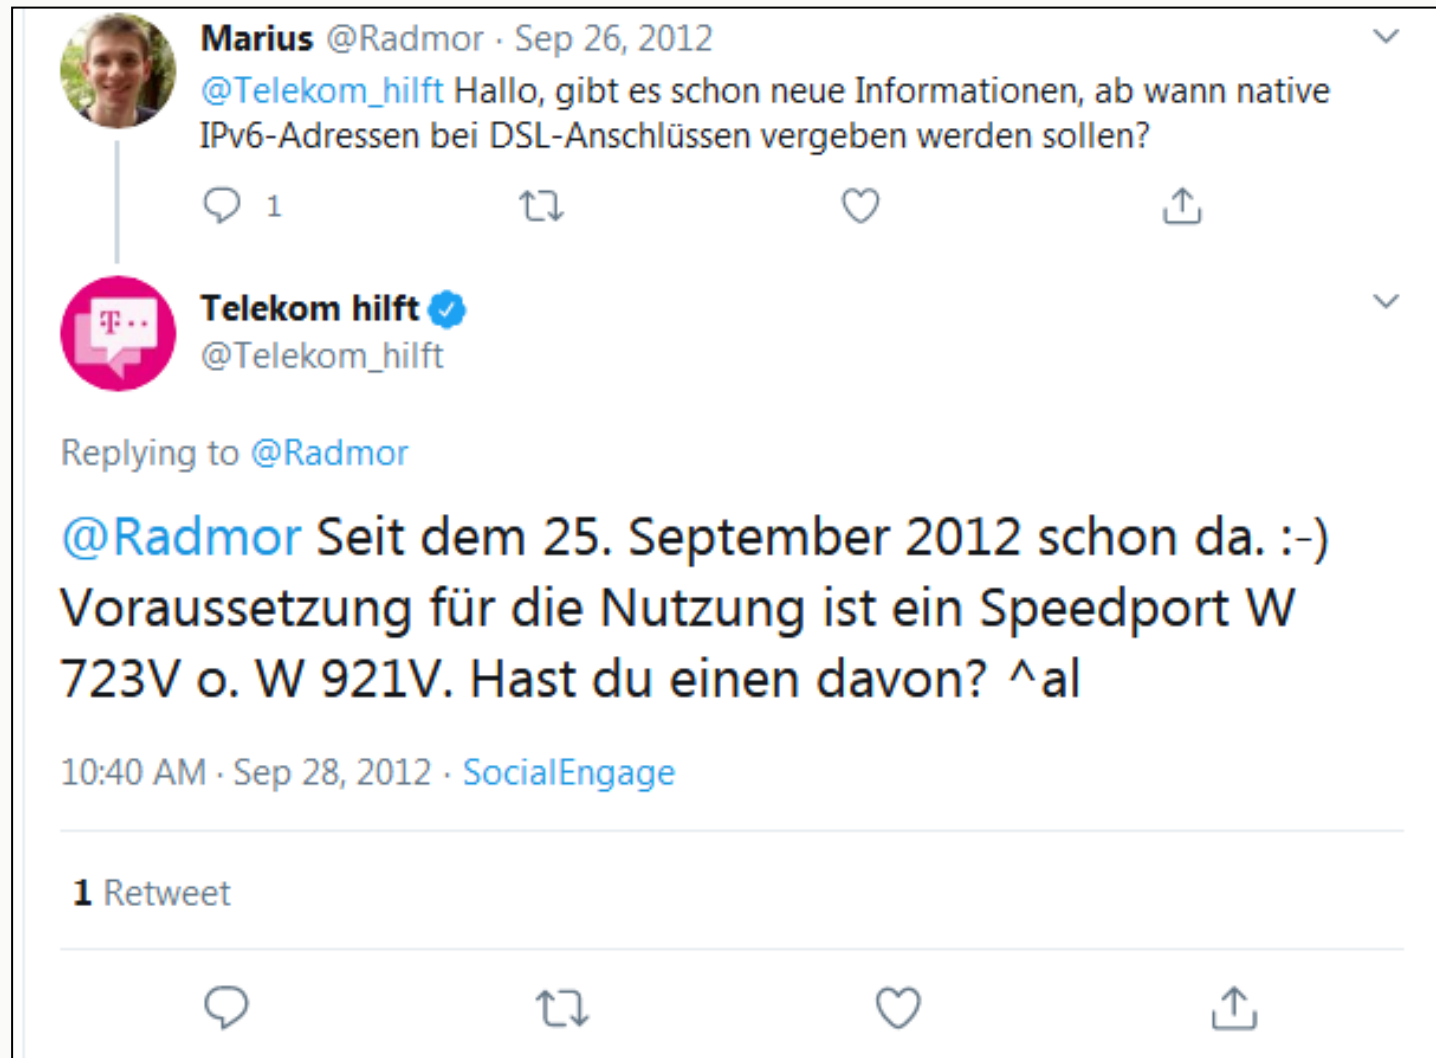 Marius @Radmor · Sep 26, 2012
@Telekom_hilft Hallo, gibt es schon neue Informationen, ab wann native
IPv6-Adressen bei DSL-Anschlüssen vergeben werden sollen?
1
T··
Telekom hilft
@Telekom_hilft
Replying to @Radmor
@Radmor Seit dem 25. September 2012 schon da. :-)
Voraussetzung für die Nutzung ist ein Speedport W
723V o. W 921V. Hast du einen davon? ^al
10:40 AM · Sep 28, 2012 · SocialEngage
1 Retweet